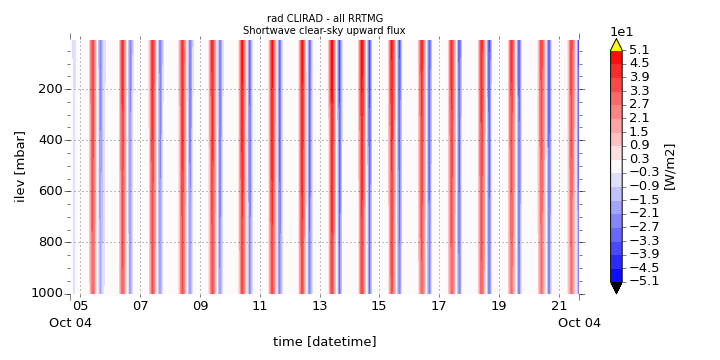 rad CLIRAD - all RRTMG
Shortwave clear-sky upward flux
1e1
5.1
4.5
3.9
3.3
2.7
2.1
1.5
0.9
0.3
−0.3
−0.9
−1.5
−2.1
−2.7
−3.3
−3.9
−4.5
−5.1
[W/m2]
ilev [mbar]
200
400
600
800
1000
05 07 09 11 13 15 17 19 21
Oct 04 Oct 04
time [datetime]